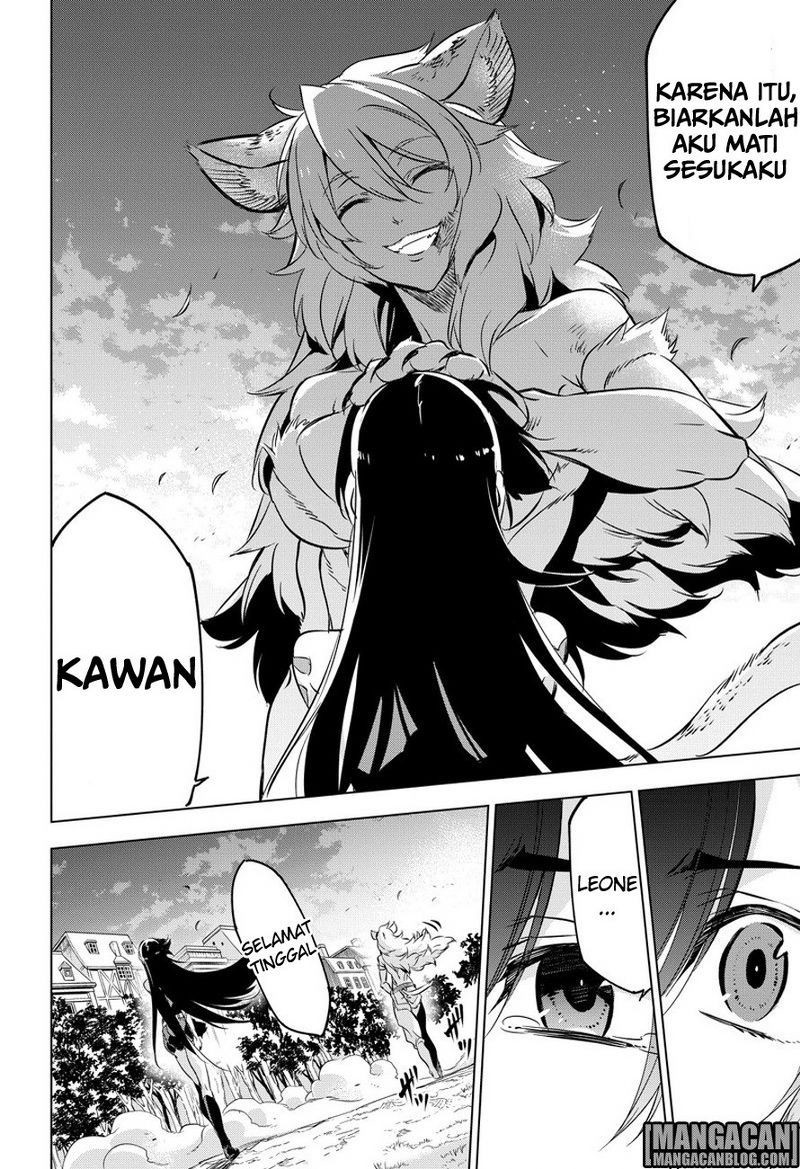 KARENA ITU,
BIARKANLAH
AKU MATI
SESUKAKU
KAWAN
LEONE
...
SELAMAT
TINGGAL
MANGACAN
MANGACANBLOG.COM